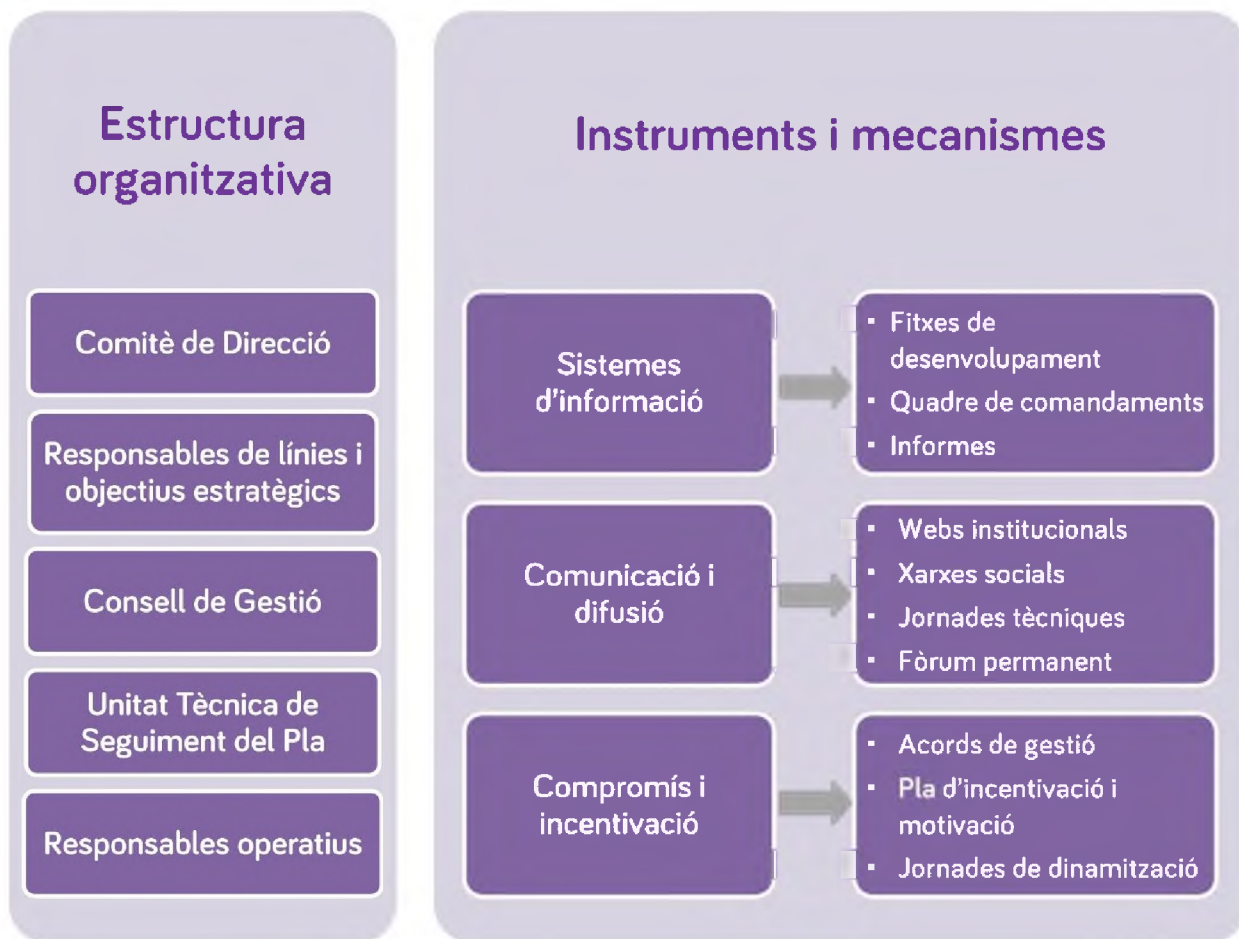 Estructura
organitzativa
Comitè de Direcció
Responsables de línies i
objectius estratègics
Consell de Gestió
Unitat Tècnica de
Seguiment del Pla
Responsables operatius
Instruments i mecanismes
Sistemes
d'informació
▪ Fitxes de
desenvolupament
▪ Quadre de comandaments
▪ Informes
Comunicació i
difusió
▪ Webs institucionals
▪ Xarxes socials
▪ Jornades tècniques
▪ Fòrum permanent
Compromís i
incentivació
▪ Acords de gestió
▪ Pla d'incentivació i
motivació
▪ Jornades de dinamització